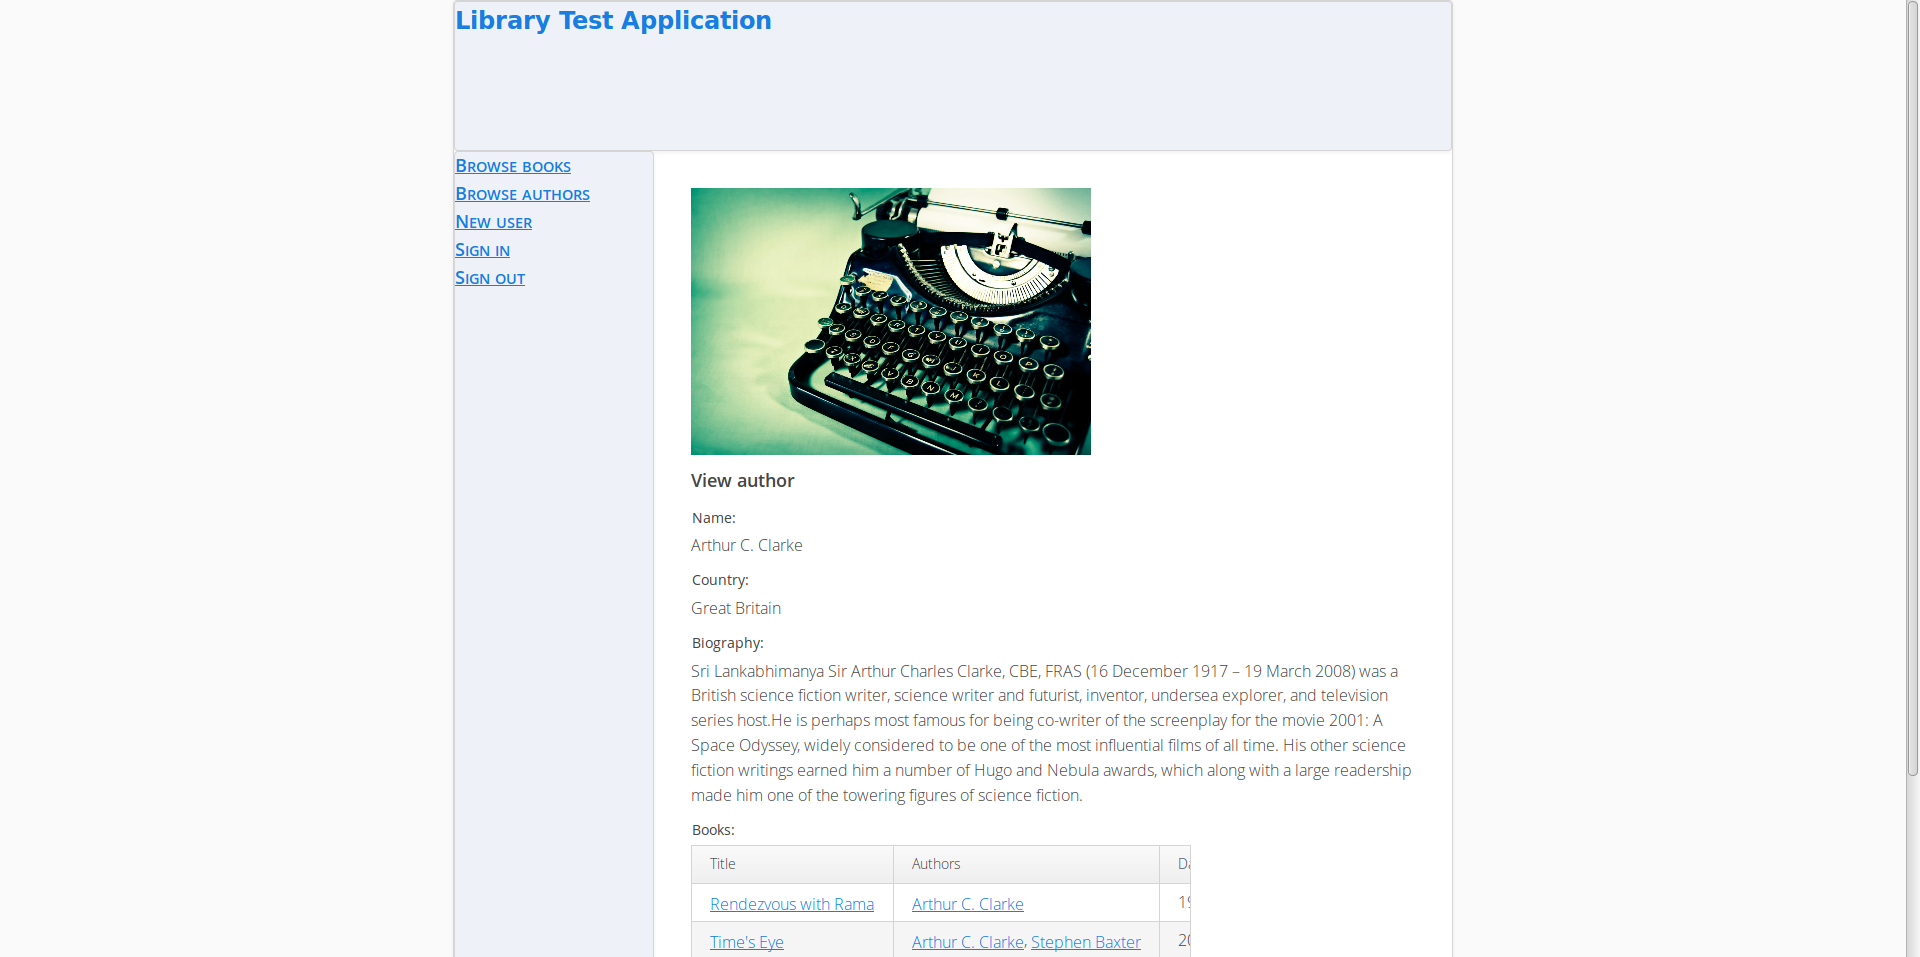 Library Test Application
Browse books
Browse authors
New user
Sign in
Sign out
View author
Name:
Arthur C. Clarke
Country:
Great Britain
Biography:
Sri Lankabhimanya Sir Arthur Charles Clarke, CBE, FRAS (16 December 1917 – 19 March 2008) was a
British science fiction writer, science writer and futurist, inventor, undersea explorer, and television
series host.He is perhaps most famous for being co-writer of the screenplay for the movie 2001: A
Space Odyssey, widely considered to be one of the most influential films of all time. His other science
fiction writings earned him a number of Hugo and Nebula awards, which along with a large readership
made him one of the towering figures of science fiction.
Books:
Title Authors
Rendezvous with Rama Arthur C. Clarke
Time's Eye Arthur C. Clarke, Stephen Baxter